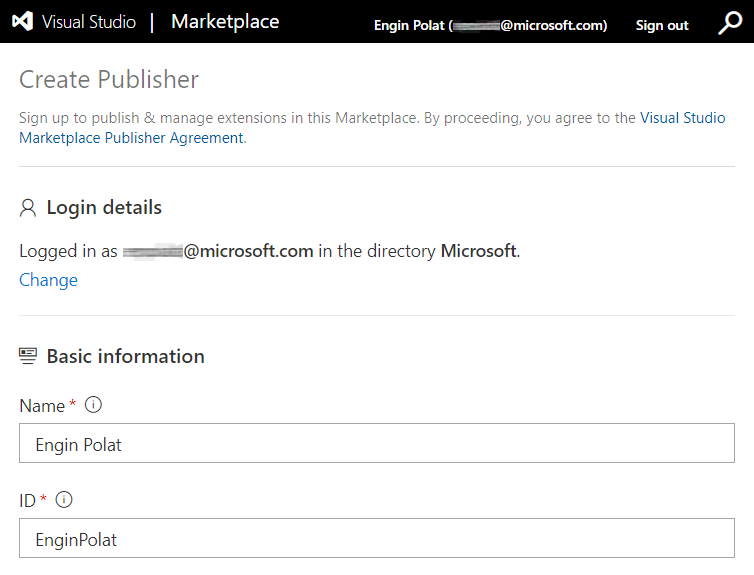 Visual Studio | Marketplace
Engin Polat (@microsoft.com) Sign out
Create Publisher
Sign up to publish & manage extensions in this Marketplace. By proceeding, you agree to the Visual Studio
Marketplace Publisher Agreement.
Login details
Logged in as @microsoft.com in the directory Microsoft.
Change
Basic information
Name *
Engin Polat
ID *
EnginPolat